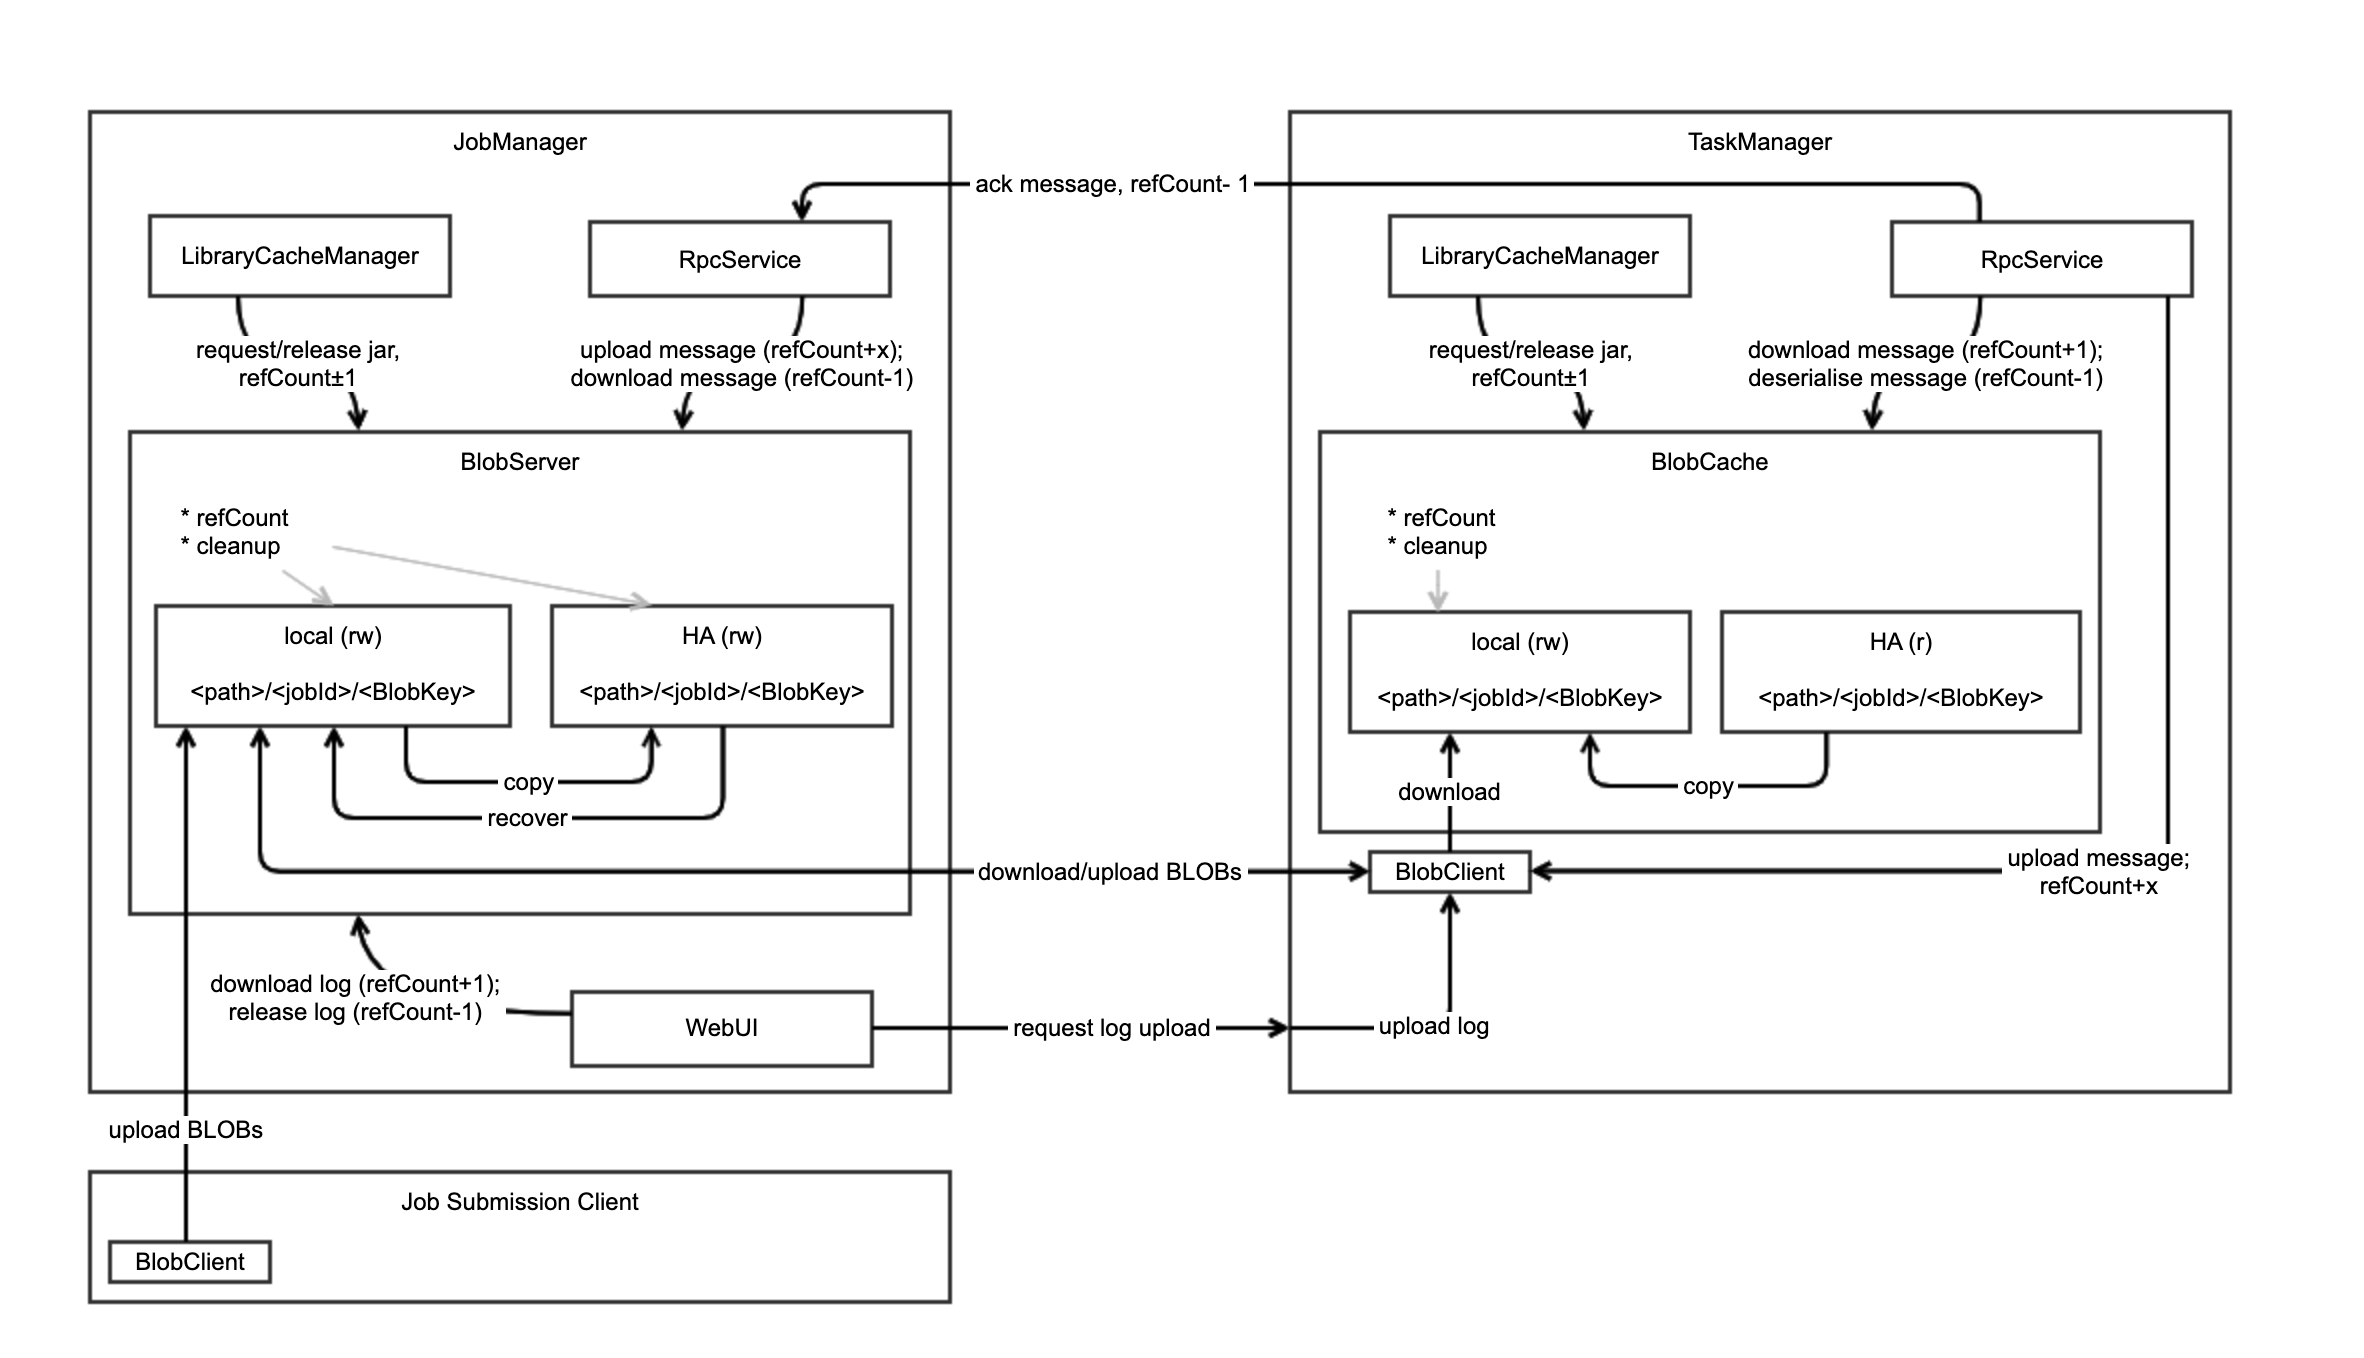 JobManager
TaskManager
ack message, refCount- 1
LibraryCacheManager
RpcService
LibraryCacheManager
RpcService
request/release jar,
refCount±1
upload message (refCount+x);
download message (refCount-1)
request/release jar,
refCount±1
download message (refCount+1);
deserialise message (refCount-1)
BlobServer
* refCount
* cleanup
local (rw)
<path>/<jobId>/<BlobKey>
HA (rw)
<path>/<jobId>/<BlobKey>
copy
recover
BlobCache
* refCount
* cleanup
local (rw)
<path>/<jobId>/<BlobKey>
HA (r)
<path>/<jobId>/<BlobKey>
download
copy
download/upload BLOBs
BlobClient
upload message;
refCount+x
download log (refCount+1);
release log (refCount-1)
WebUI
request log upload
upload log
upload BLOBs
Job Submission Client
BlobClient